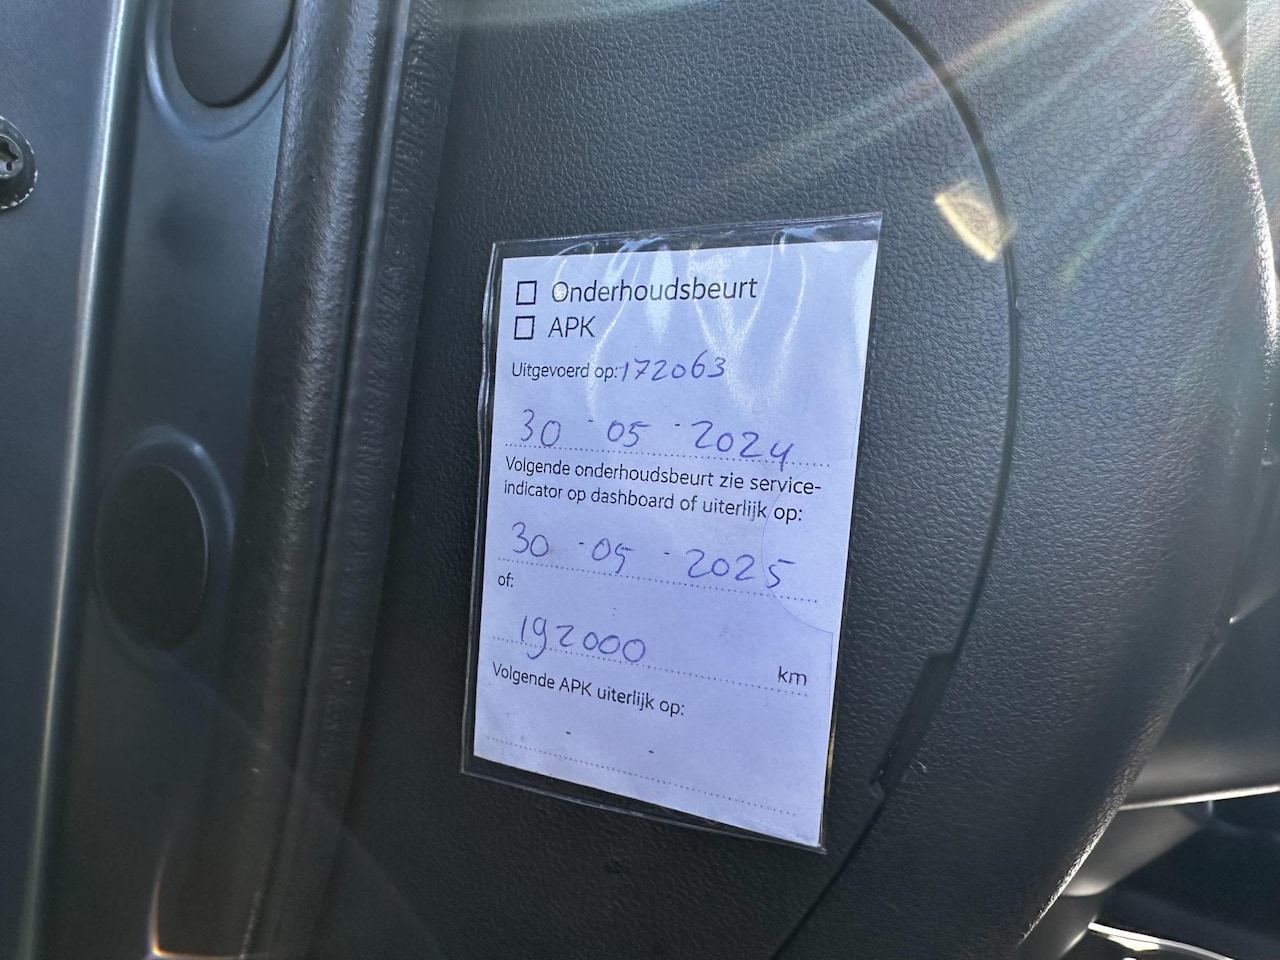 Onderhoudsbeurt
APK
Uitgevoerd op: 172063
30 - 05 - 2024
Volgende onderhoudsbeurt zie service-
indicator op dashboard of uiterlijk op:
30 - 05 - 2025
of:
192000 km
Volgende APK uiterlijk op:
- -